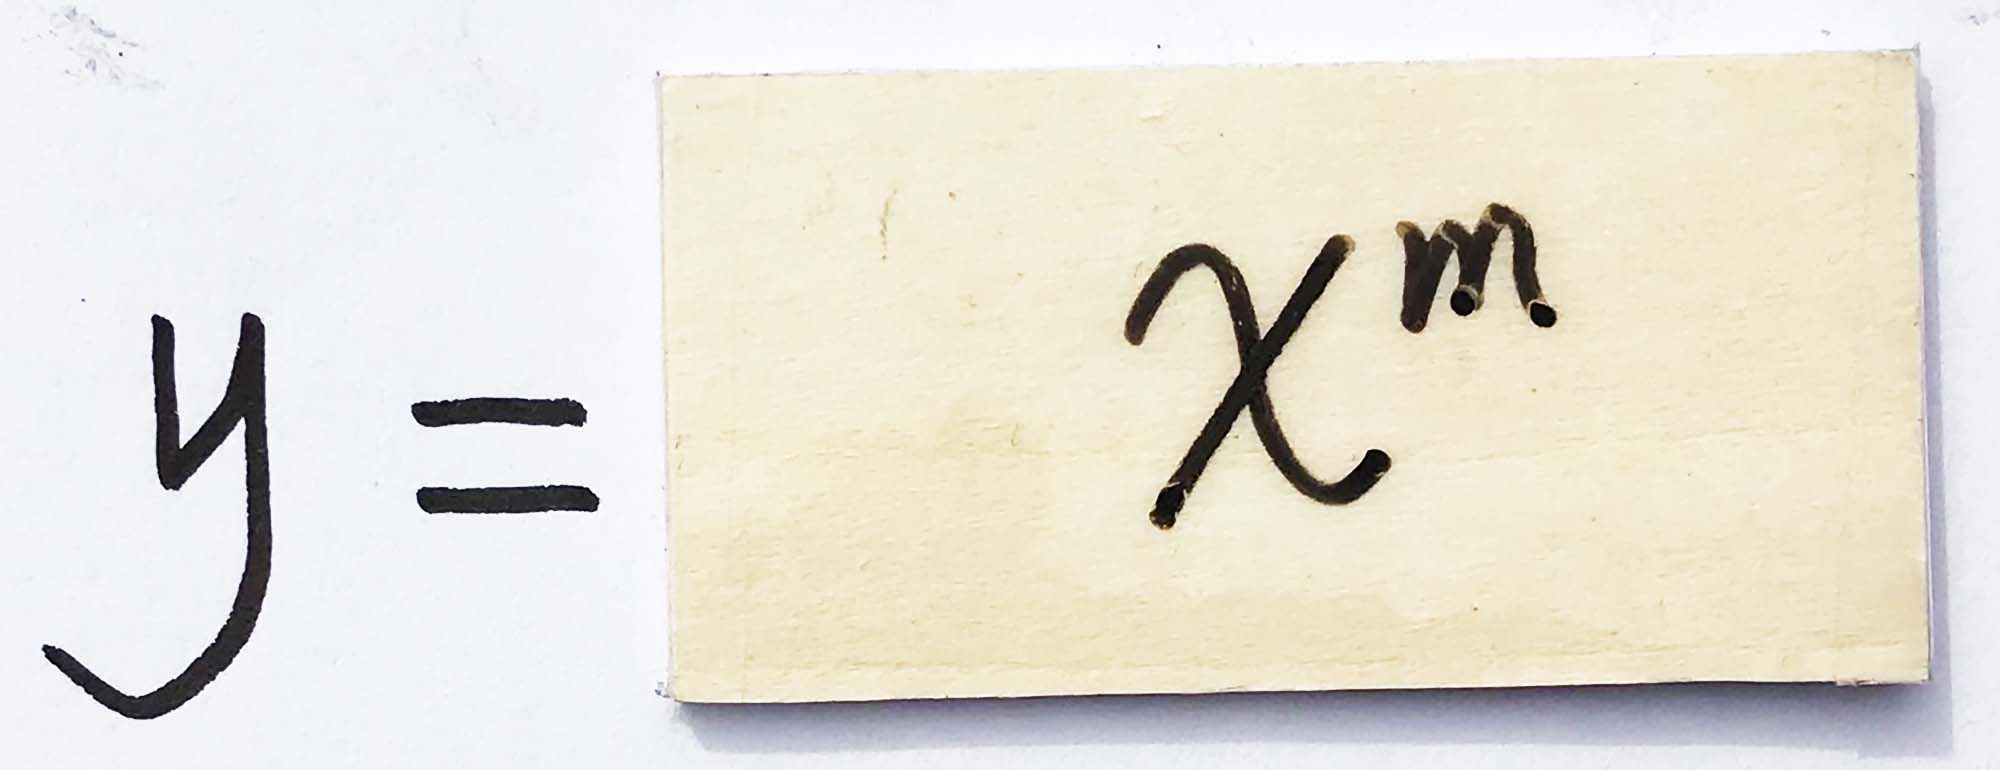 y = x^m